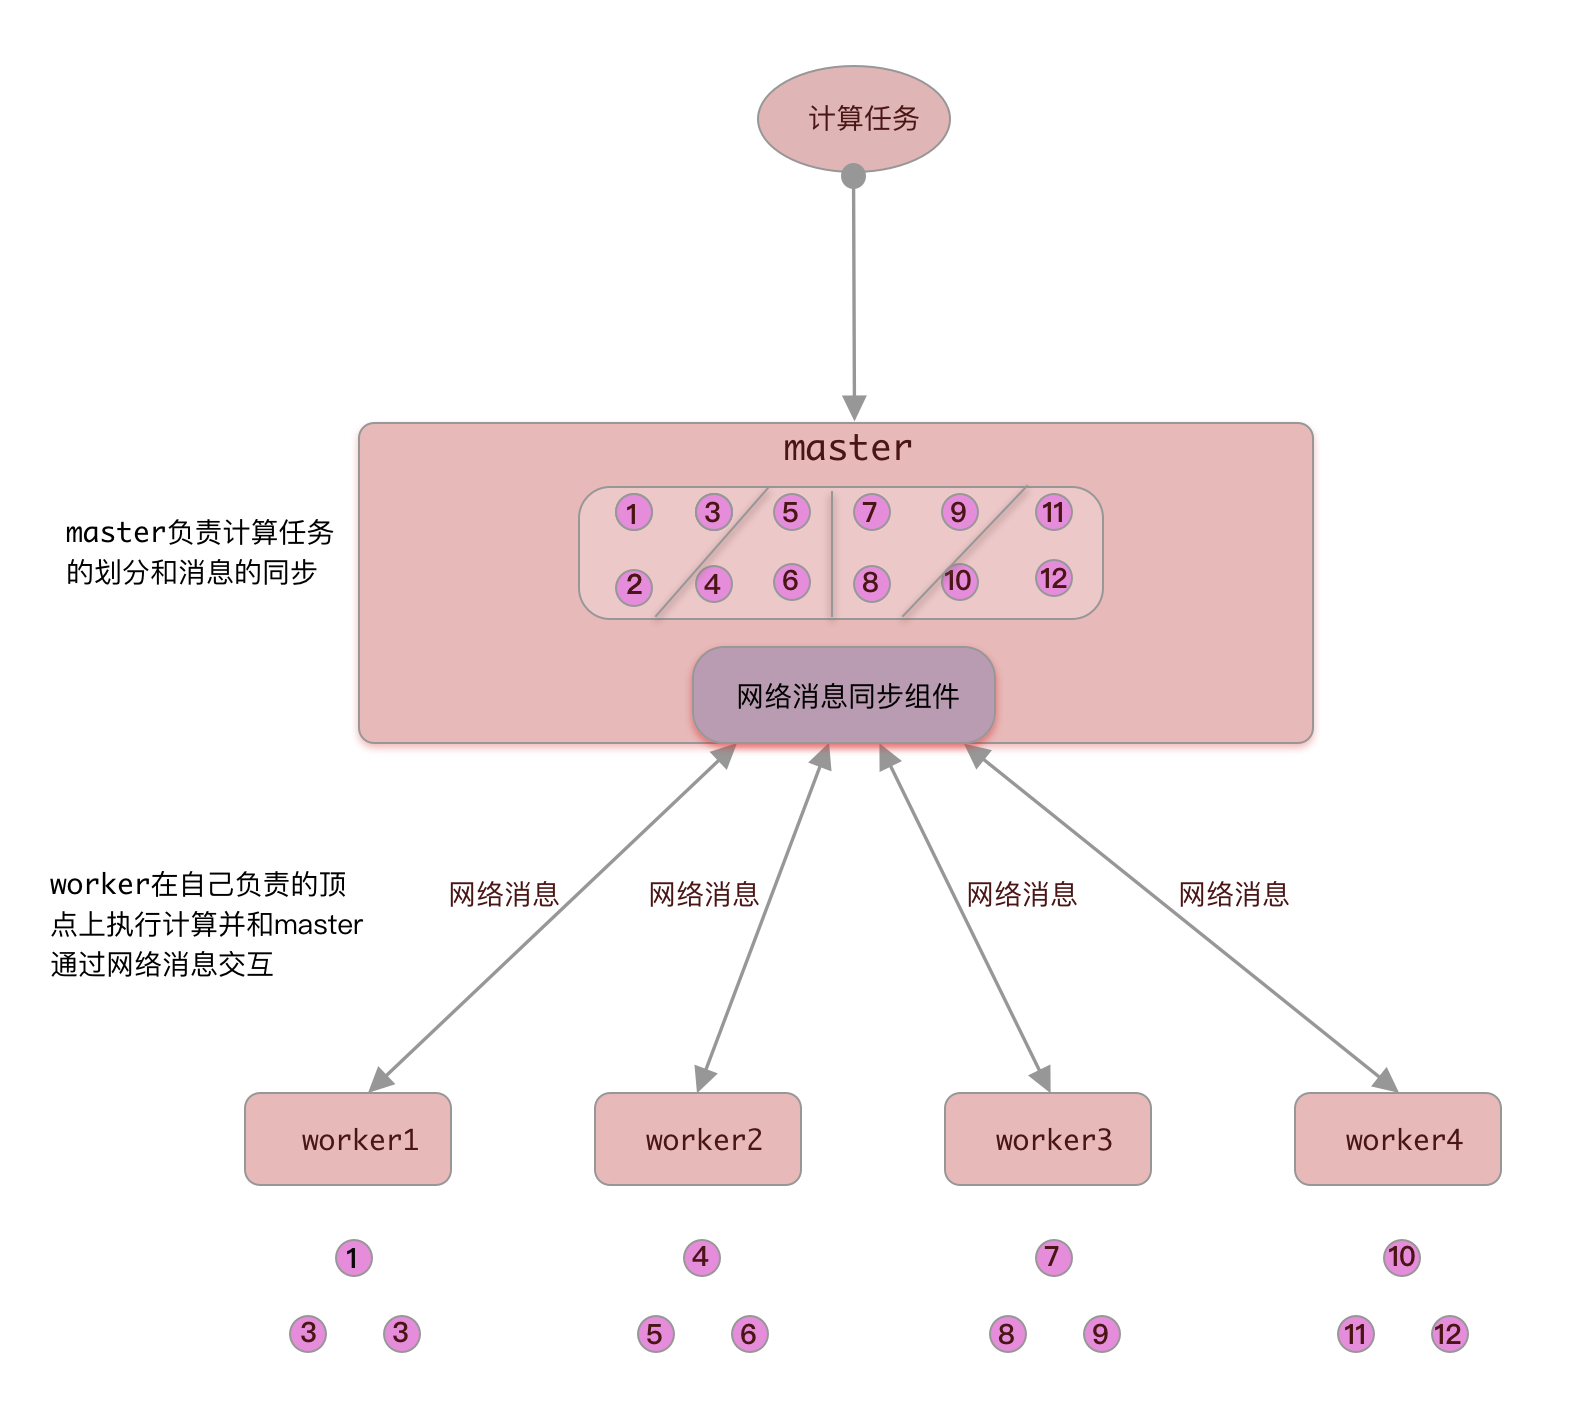 计算任务
master
1 3 5 7 9 11
2 4 6 8 10 12
master负责计算任务
的划分和消息的同步
网络消息同步组件
worker在自己负责的顶
点上执行计算并和master
通过网络消息交互
网络消息 网络消息 网络消息 网络消息
worker1 worker2 worker3 worker4
1 4 7 10
3 3 5 6 8 9 11 12